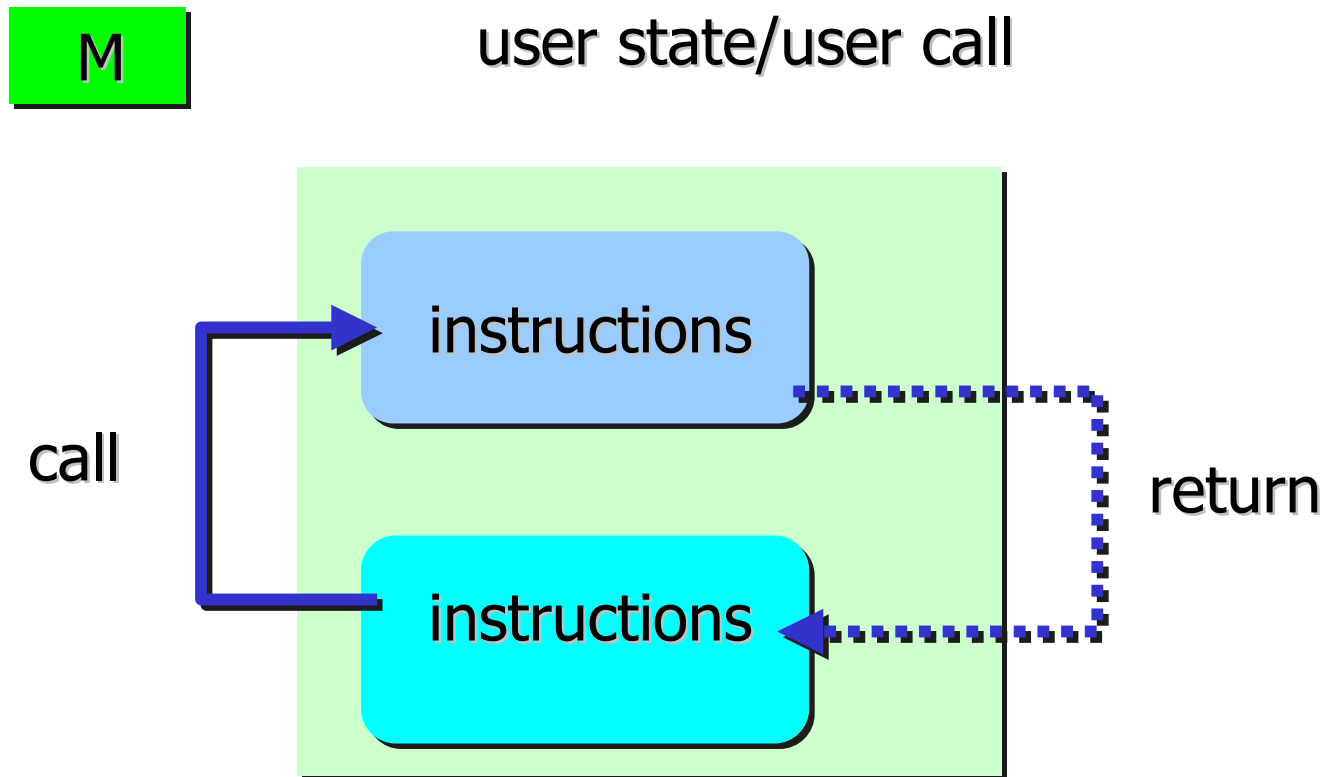 M
user state/user call
instructions
call
return
instructions